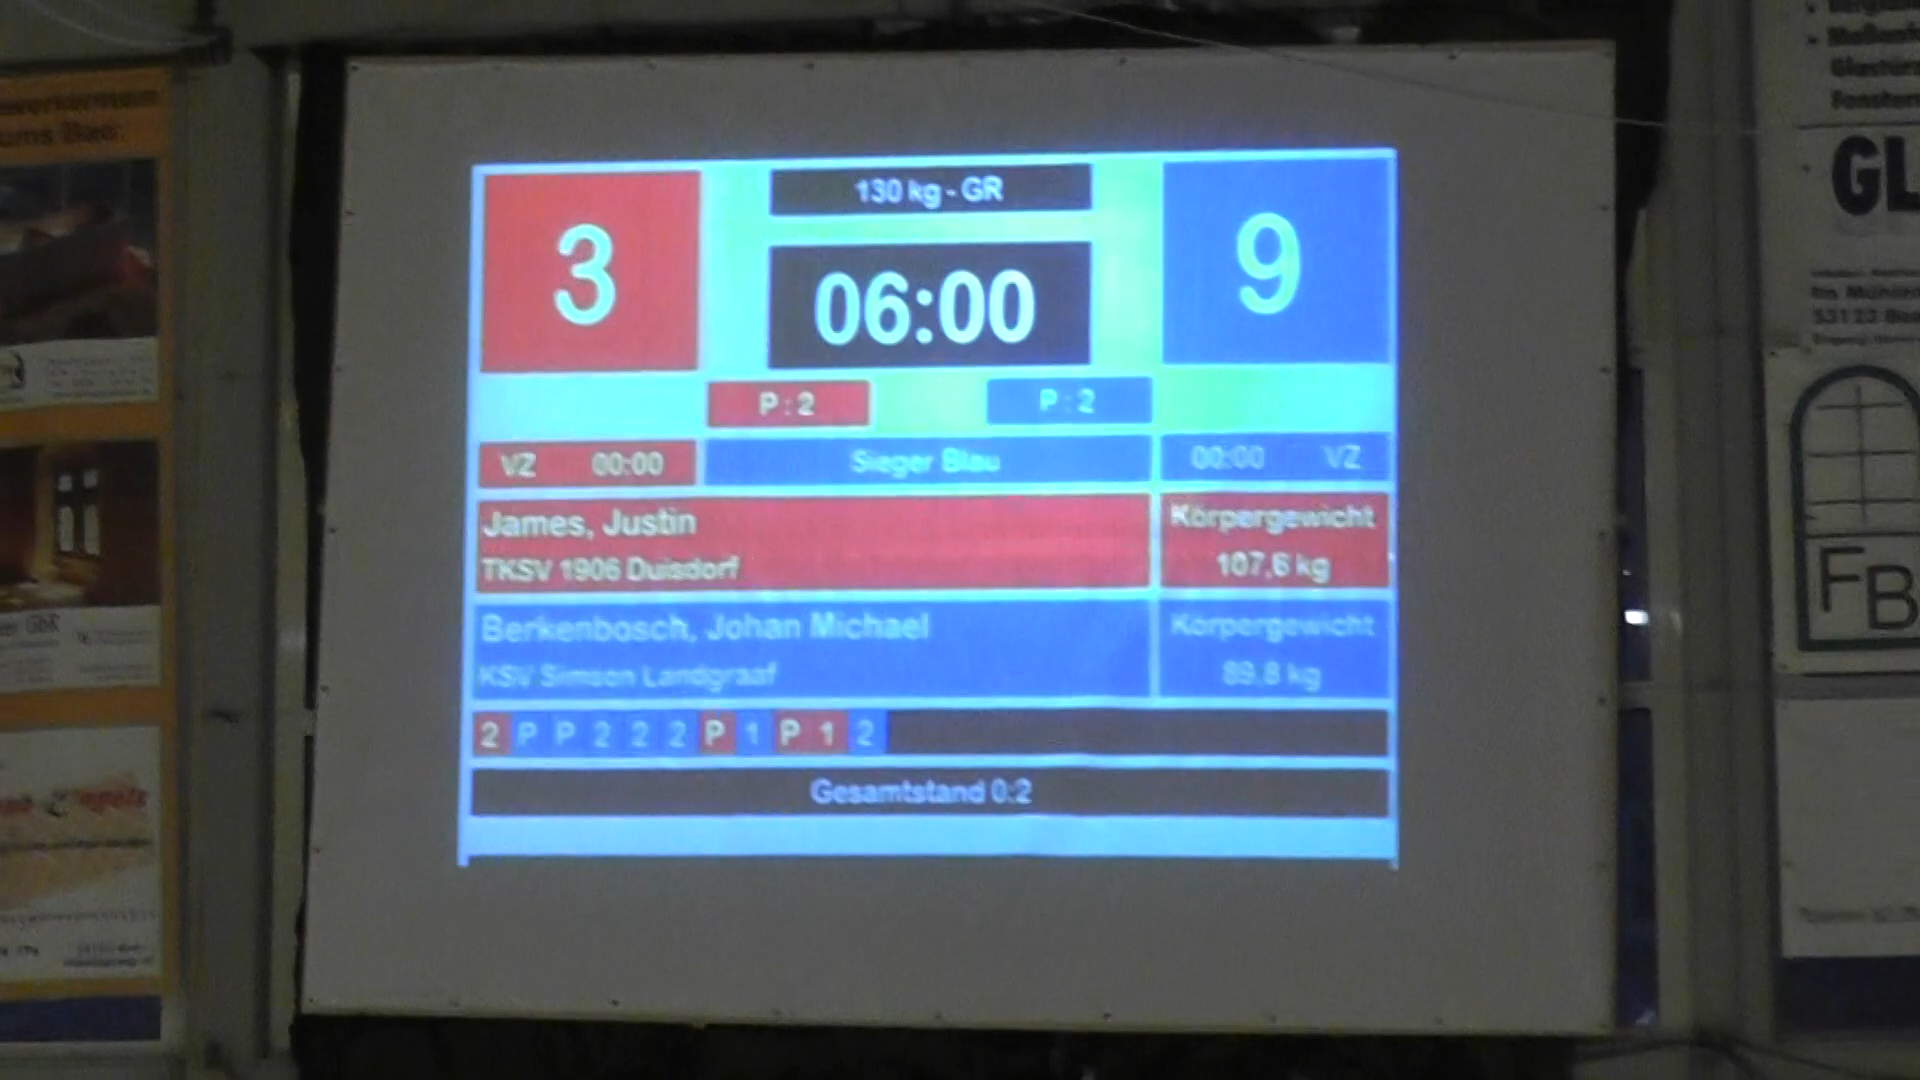 130 kg - GR
3
06:00
9
P : 2
P : 2
VZ 00:00
Sieger Blau
00:00 VZ
James, Justin
TKSV 1906 Duisdorf
Körpergewicht
107,6 kg
Berkenbosch, Johan Michael
KSV Simson Landgraaf
Körpergewicht
89,8 kg
2 P P 2 2 2 P 1 P 1 2
Gesamtstand 0:2
GL
FB